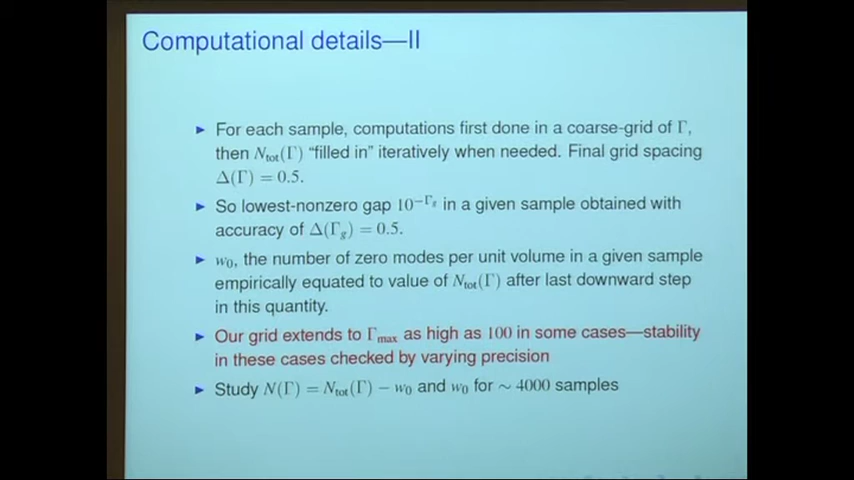 Computational details—II
► For each sample, computations first done in a coarse-grid of Γ,
then N_tot(Γ) “filled in” iteratively when needed. Final grid spacing
Δ(Γ) = 0.5.
► So lowest-nonzero gap 10^{−Γ_g} in a given sample obtained with
accuracy of Δ(Γ_g) = 0.5.
► w_0, the number of zero modes per unit volume in a given sample
empirically equated to value of N_tot(Γ) after last downward step
in this quantity.
► Our grid extends to Γ_max as high as 100 in some cases—stability
in these cases checked by varying precision
► Study N(Γ) = N_tot(Γ) − w_0 and w_0 for ∼ 4000 samples